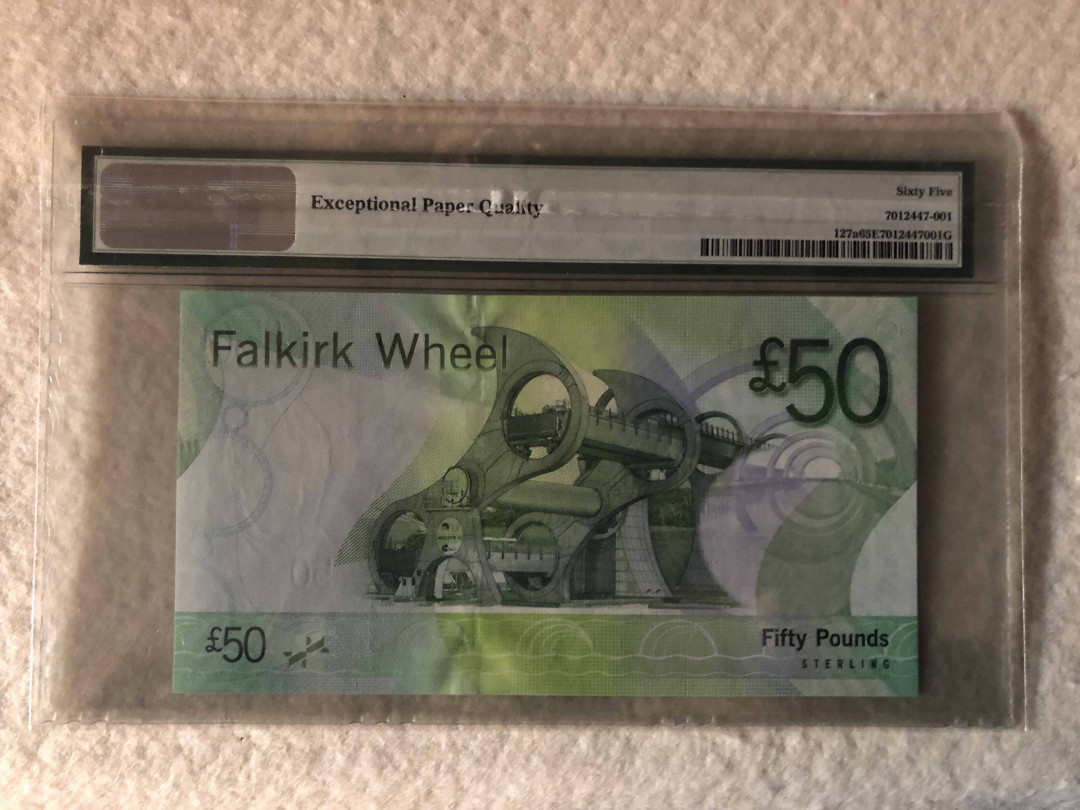 Exceptional Paper Quality
Sixty Five
7012447-001
127a65E7012447001G
Falkirk Wheel
£50
£50
Fifty Pounds
STERLING